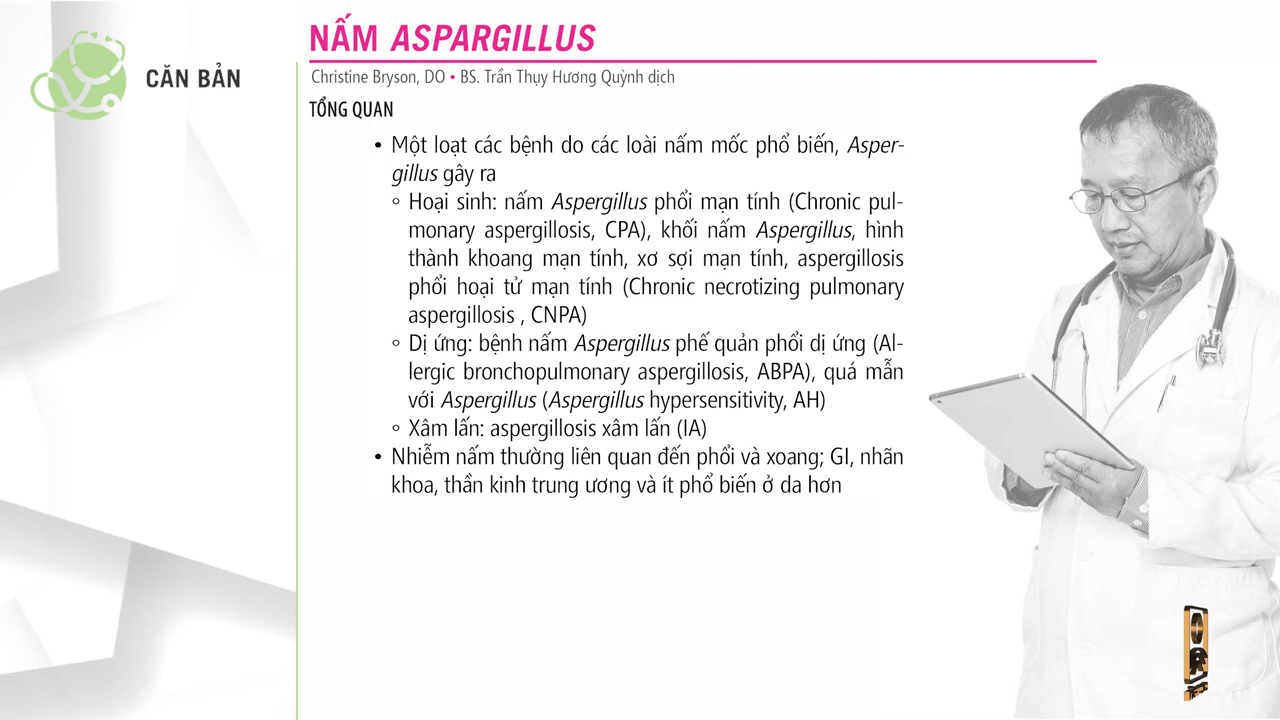 CĂN BẢN
NẤM ASPARGILLUS
Christine Bryson, DO • BS. Trần Thụy Hương Quỳnh dịch
TỔNG QUAN
• Một loạt các bệnh do các loài nấm mốc phổ biến, Asper-
gillus gây ra
◦ Hoại sinh: nấm Aspergillus phổi mạn tính (Chronic pul-
monary aspergillosis, CPA), khối nấm Aspergillus, hình
thành khoang mạn tính, xơ sợi mạn tính, aspergillosis
phổi hoại tử mạn tính (Chronic necrotizing pulmonary
aspergillosis , CNPA)
◦ Dị ứng: bệnh nấm Aspergillus phế quản phổi dị ứng (Al-
lergic bronchopulmonary aspergillosis, ABPA), quá mẫn
với Aspergillus (Aspergillus hypersensitivity, AH)
◦ Xâm lấn: aspergillosis xâm lấn (IA)
• Nhiễm nấm thường liên quan đến phổi và xoang; GI, nhãn
khoa, thần kinh trung ương và ít phổ biến ở da hơn